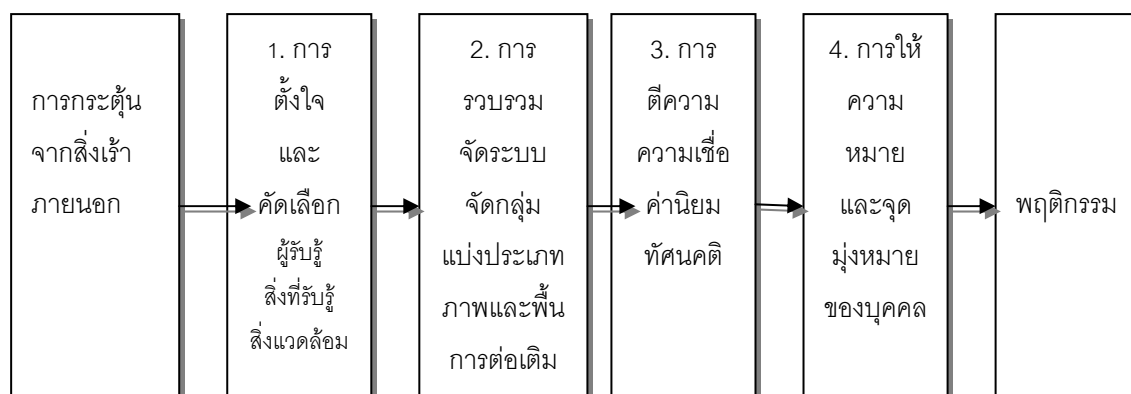 การกระตุ้น
จากสิ่งเร้า
ภายนอก
1. การ
ตั้งใจ
และ
คัดเลือก
ผู้รับรู้
สิ่งที่รับรู้
สิ่งแวดล้อม
2. การ
รวบรวม
จัดระบบ
จัดกลุ่ม
แบ่งประเภท
ภาพและพื้น
การต่อเติม
3. การ
ตีความ
ความเชื่อ
ค่านิยม
ทัศนคติ
4. การให้
ความ
หมาย
และจุด
มุ่งหมาย
ของบุคคล
พฤติกรรม